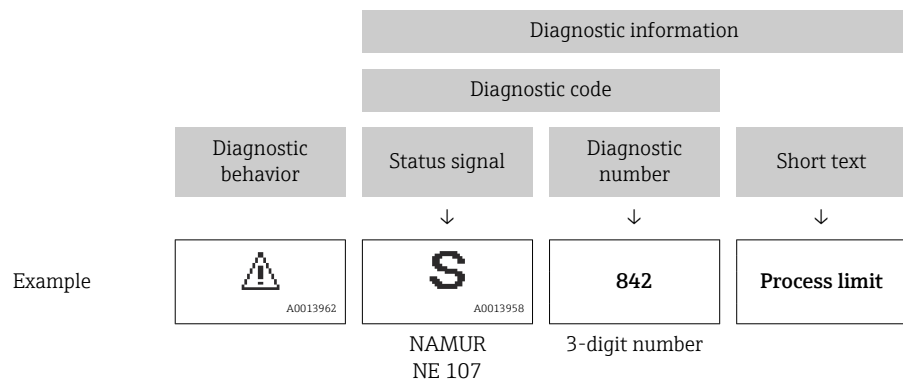 Diagnostic information
Diagnostic code
Diagnostic
behavior
Status signal
Diagnostic
number
Short text
↓ ↓ ↓
Example
A0013962
S
A0013958
842
Process limit
NAMUR
NE 107
3-digit number